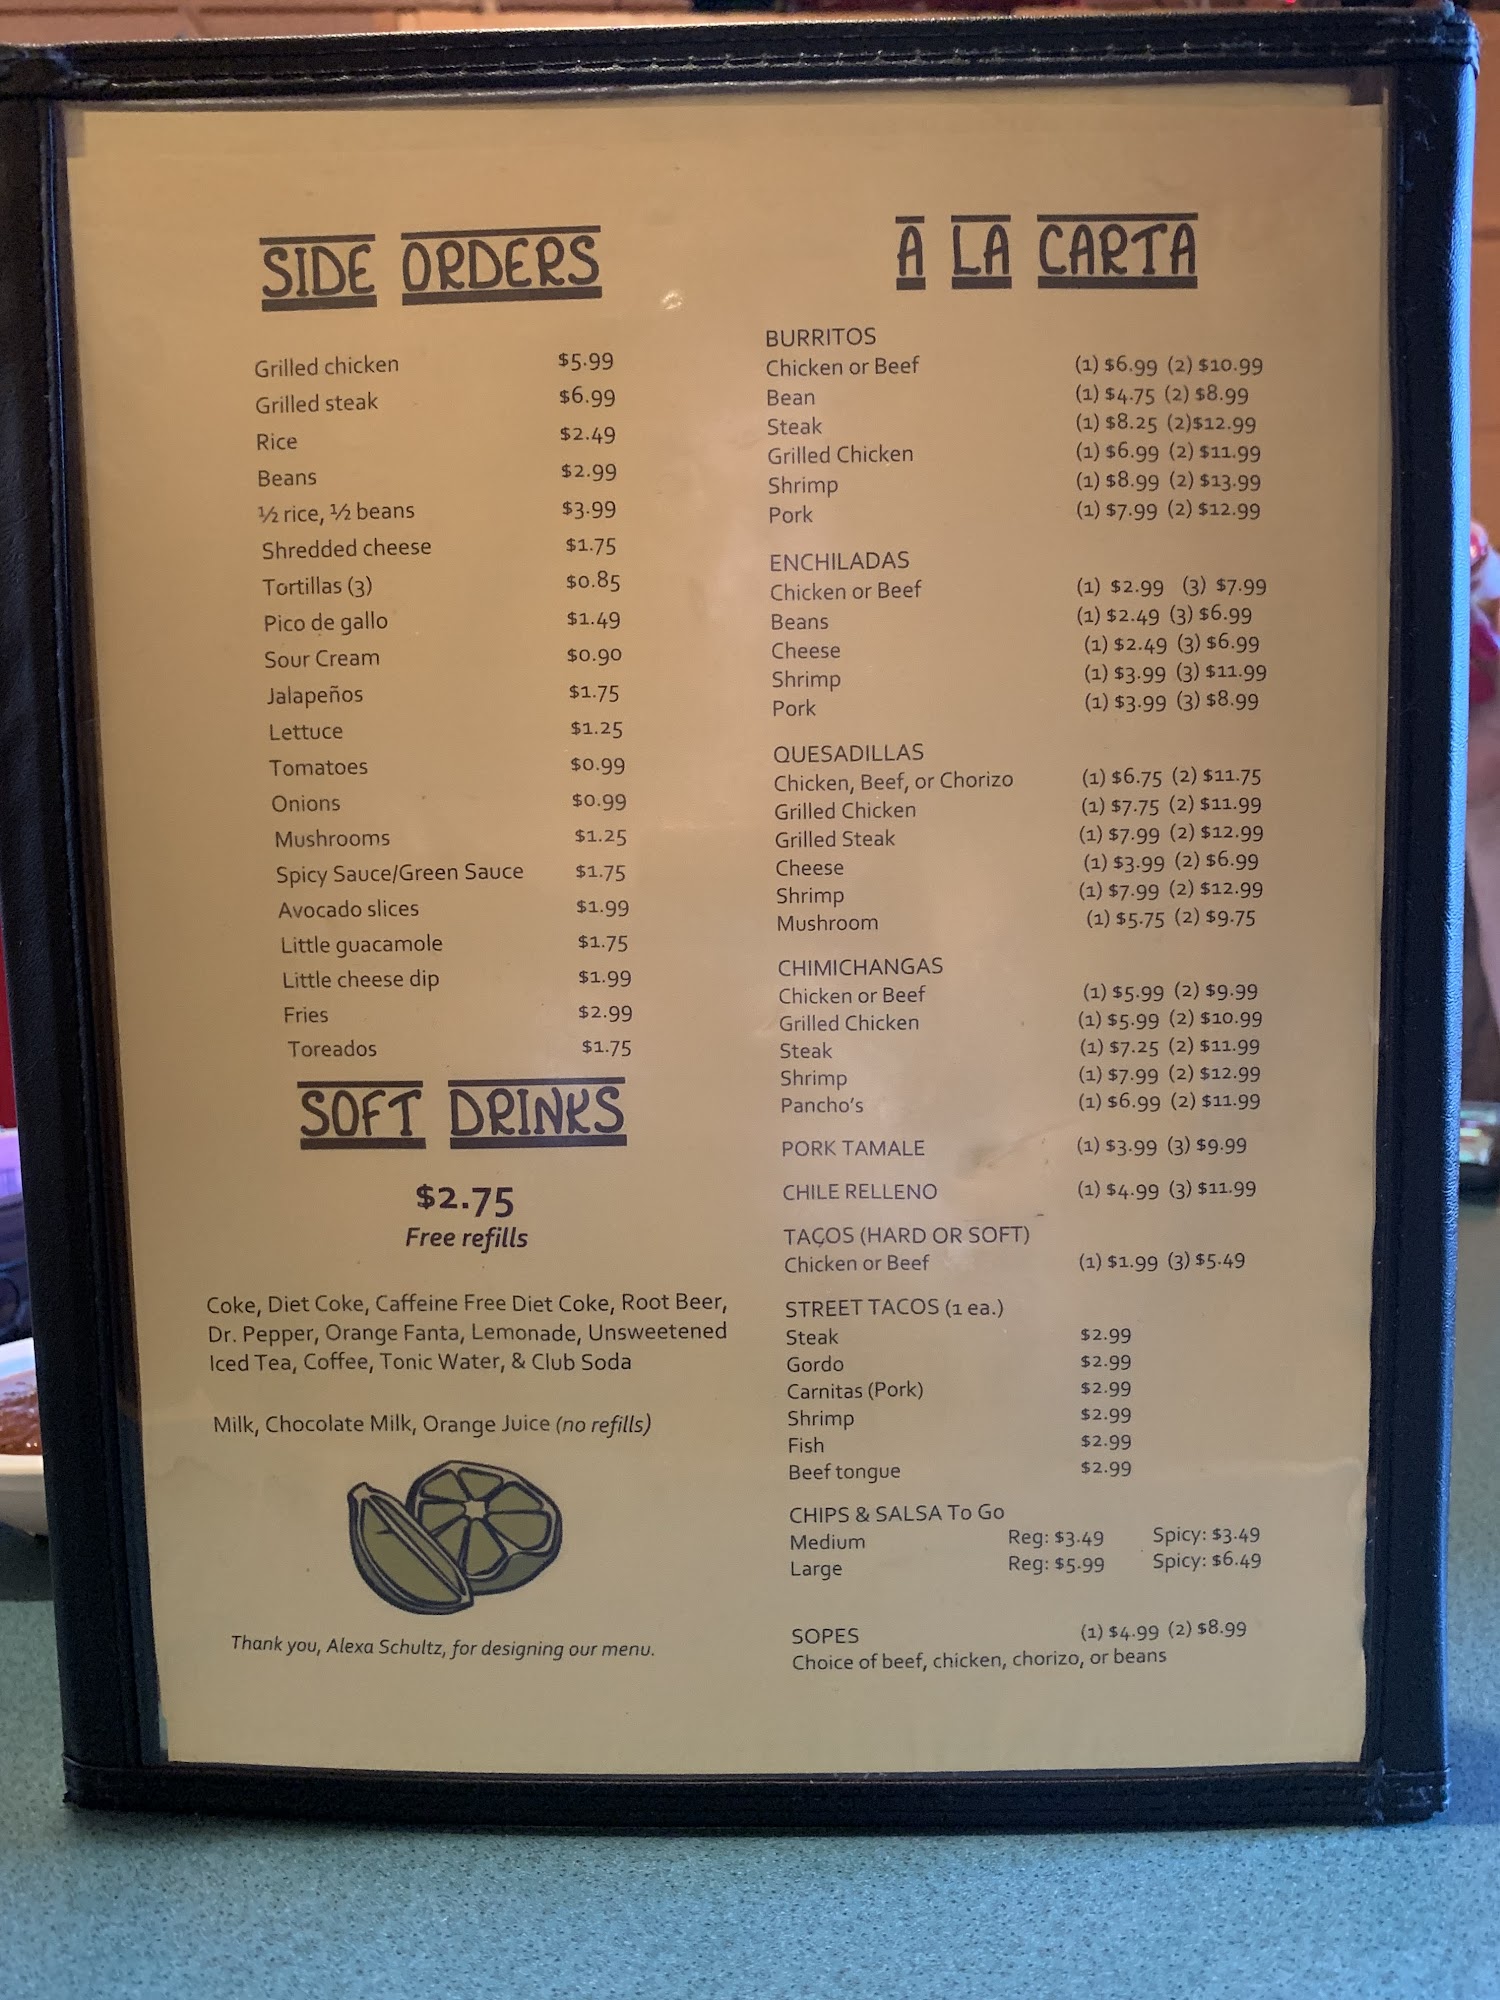 SIDE ORDERS
Grilled chicken $5.99
Grilled steak $6.99
Rice $2.49
Beans $2.99
½ rice, ½ beans $3.99
Shredded cheese $1.75
Tortillas (3) $0.85
Pico de gallo $1.49
Sour Cream $0.90
Jalapeños $1.75
Lettuce $1.25
Tomatoes $0.99
Onions $0.99
Mushrooms $1.25
Spicy Sauce/Green Sauce $1.75
Avocado slices $1.99
Little guacamole $1.75
Little cheese dip $1.99
Fries $2.99
Toreados $1.75
SOFT DRINKS
$2.75
Free refills
Coke, Diet Coke, Caffeine Free Diet Coke, Root Beer,
Dr. Pepper, Orange Fanta, Lemonade, Unsweetened
Iced Tea, Coffee, Tonic Water, & Club Soda
Milk, Chocolate Milk, Orange Juice (no refills)
Thank you, Alexa Schultz, for designing our menu.
A LA CARTA
BURRITOS
Chicken or Beef (1) $6.99 (2) $10.99
Bean (1) $4.75 (2) $8.99
Steak (1) $8.25 (2)$12.99
Grilled Chicken (1) $6.99 (2) $11.99
Shrimp (1) $8.99 (2) $13.99
Pork (1) $7.99 (2) $12.99
ENCHILADAS
Chicken or Beef (1) $2.99 (3) $7.99
Beans (1) $2.49 (3) $6.99
Cheese (1) $2.49 (3) $6.99
Shrimp (1) $3.99 (3) $11.99
Pork (1) $3.99 (3) $8.99
QUESADILLAS
Chicken, Beef, or Chorizo (1) $6.75 (2) $11.75
Grilled Chicken (1) $7.75 (2) $11.99
Grilled Steak (1) $7.99 (2) $12.99
Cheese (1) $3.99 (2) $6.99
Shrimp (1) $7.99 (2) $12.99
Mushroom (1) $5.75 (2) $9.75
CHIMICHANGAS
Chicken or Beef (1) $5.99 (2) $9.99
Grilled Chicken (1) $5.99 (2) $10.99
Steak (1) $7.25 (2) $11.99
Shrimp (1) $7.99 (2) $12.99
Pancho's (1) $6.99 (2) $11.99
PORK TAMALE (1) $3.99 (3) $9.99
CHILE RELLENO (1) $4.99 (3) $11.99
TACOS (HARD OR SOFT)
Chicken or Beef (1) $1.99 (3) $5.49
STREET TACOS (1 ea.)
Steak $2.99
Gordo $2.99
Carnitas (Pork) $2.99
Shrimp $2.99
Fish $2.99
Beef tongue $2.99
CHIPS & SALSA To Go
Medium Reg: $3.49 Spicy: $3.49
Large Reg: $5.99 Spicy: $6.49
SOPES (1) $4.99 (2) $8.99
Choice of beef, chicken, chorizo, or beans